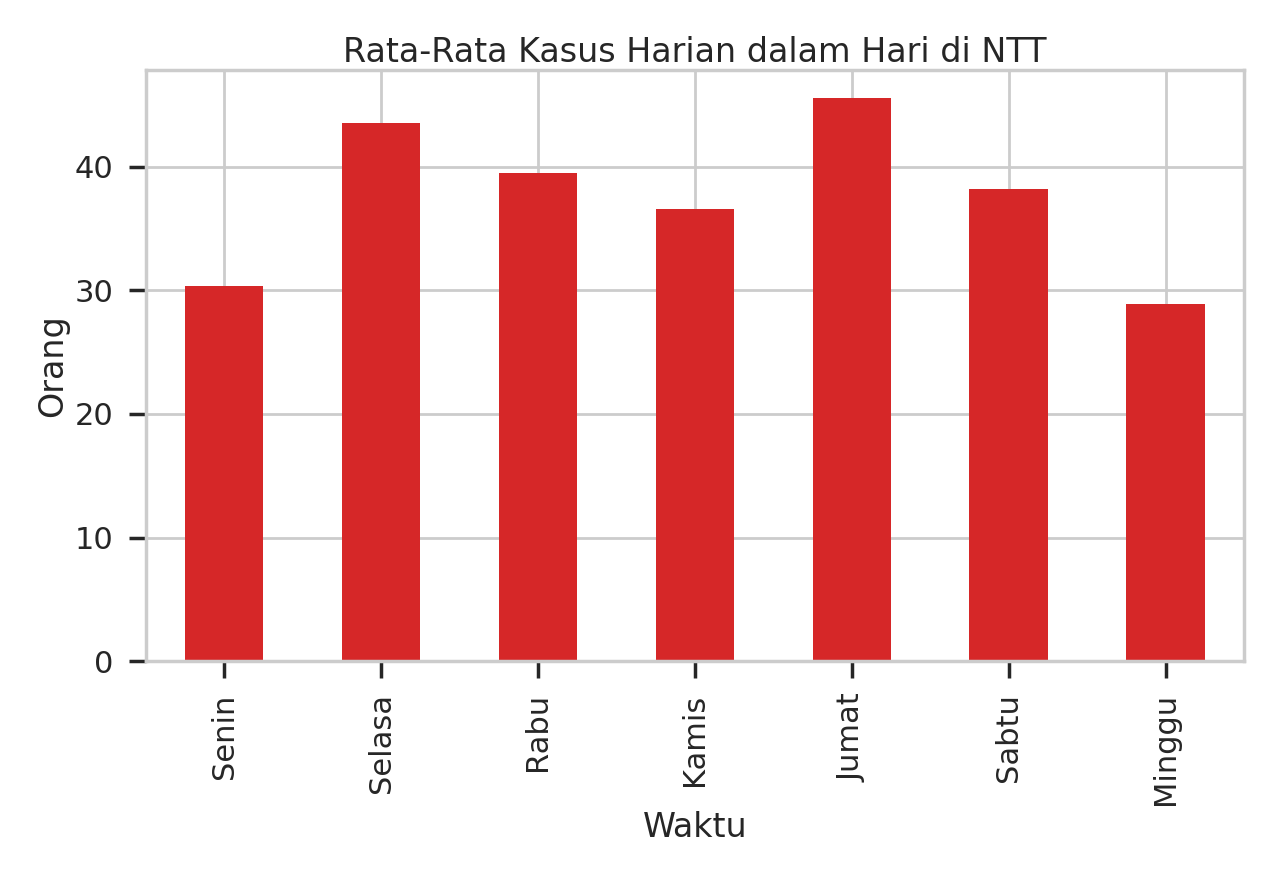 Rata-Rata Kasus Harian dalam Hari di NTT
Orang
40
30
20
10
0
Senin
Selasa
Rabu
Kamis
Jumat
Sabtu
Minggu
Waktu